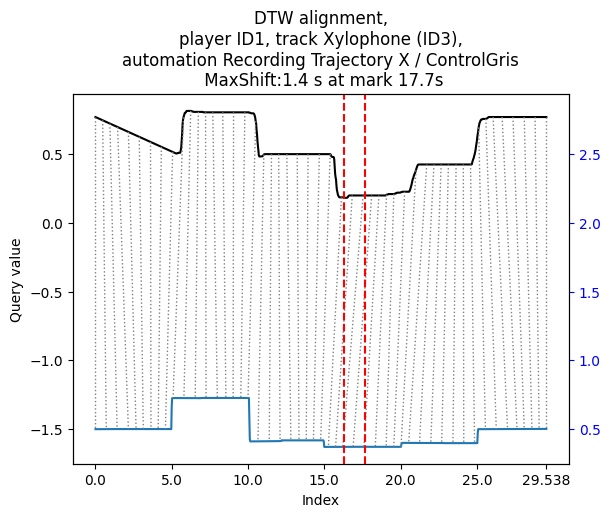 DTW alignment,
player ID1, track Xylophone (ID3),
automation Recording Trajectory X / ControlGris
MaxShift:1.4 s at mark 17.7s
Query value
0.5
0.0
−0.5
−1.0
−1.5
2.5
2.0
1.5
1.0
0.5
0.0 5.0 10.0 15.0 20.0 25.0 29.538
Index